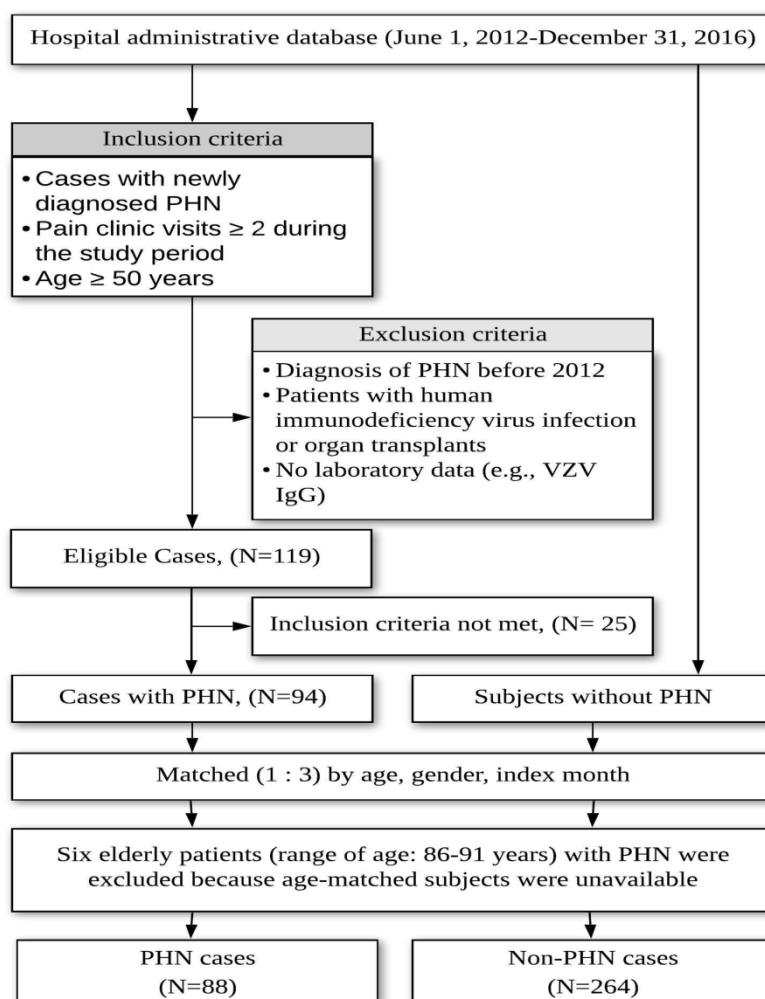 Hospital administrative database (June 1, 2012-December 31, 2016)
Inclusion criteria
• Cases with newly
diagnosed PHN
• Pain clinic visits ≥ 2 during
the study period
• Age ≥ 50 years
Exclusion criteria
• Diagnosis of PHN before 2012
• Patients with human
immunodeficiency virus infection
or organ transplants
• No laboratory data (e.g., VZV
IgG)
Eligible Cases, (N=119)
Inclusion criteria not met, (N= 25)
Cases with PHN, (N=94)
Subjects without PHN
Matched (1 : 3) by age, gender, index month
Six elderly patients (range of age: 86-91 years) with PHN were
excluded because age-matched subjects were unavailable
PHN cases
(N=88)
Non-PHN cases
(N=264)